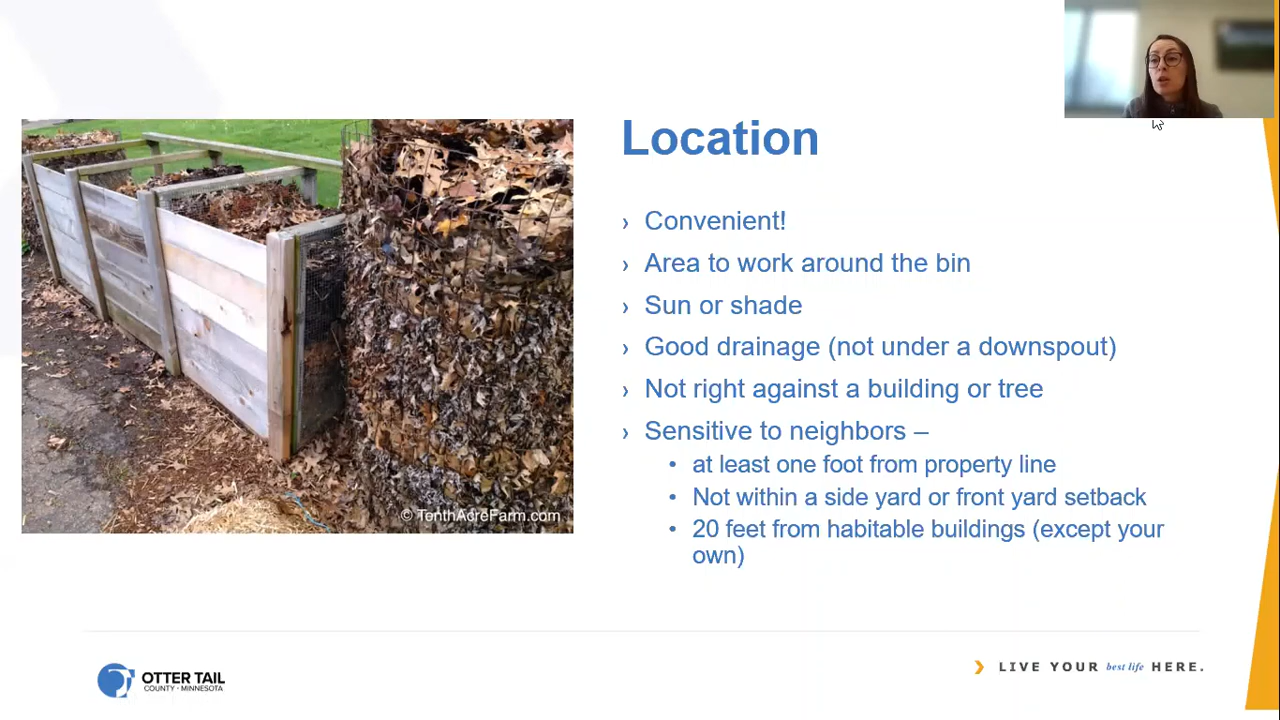 Location
› Convenient!
› Area to work around the bin
› Sun or shade
› Good drainage (not under a downspout)
› Not right against a building or tree
› Sensitive to neighbors –
• at least one foot from property line
• Not within a side yard or front yard setback
• 20 feet from habitable buildings (except your
own)
© TenthAcreFarm.com
OTTER TAIL
COUNTY • MINNESOTA
LIVE YOUR best life HERE.